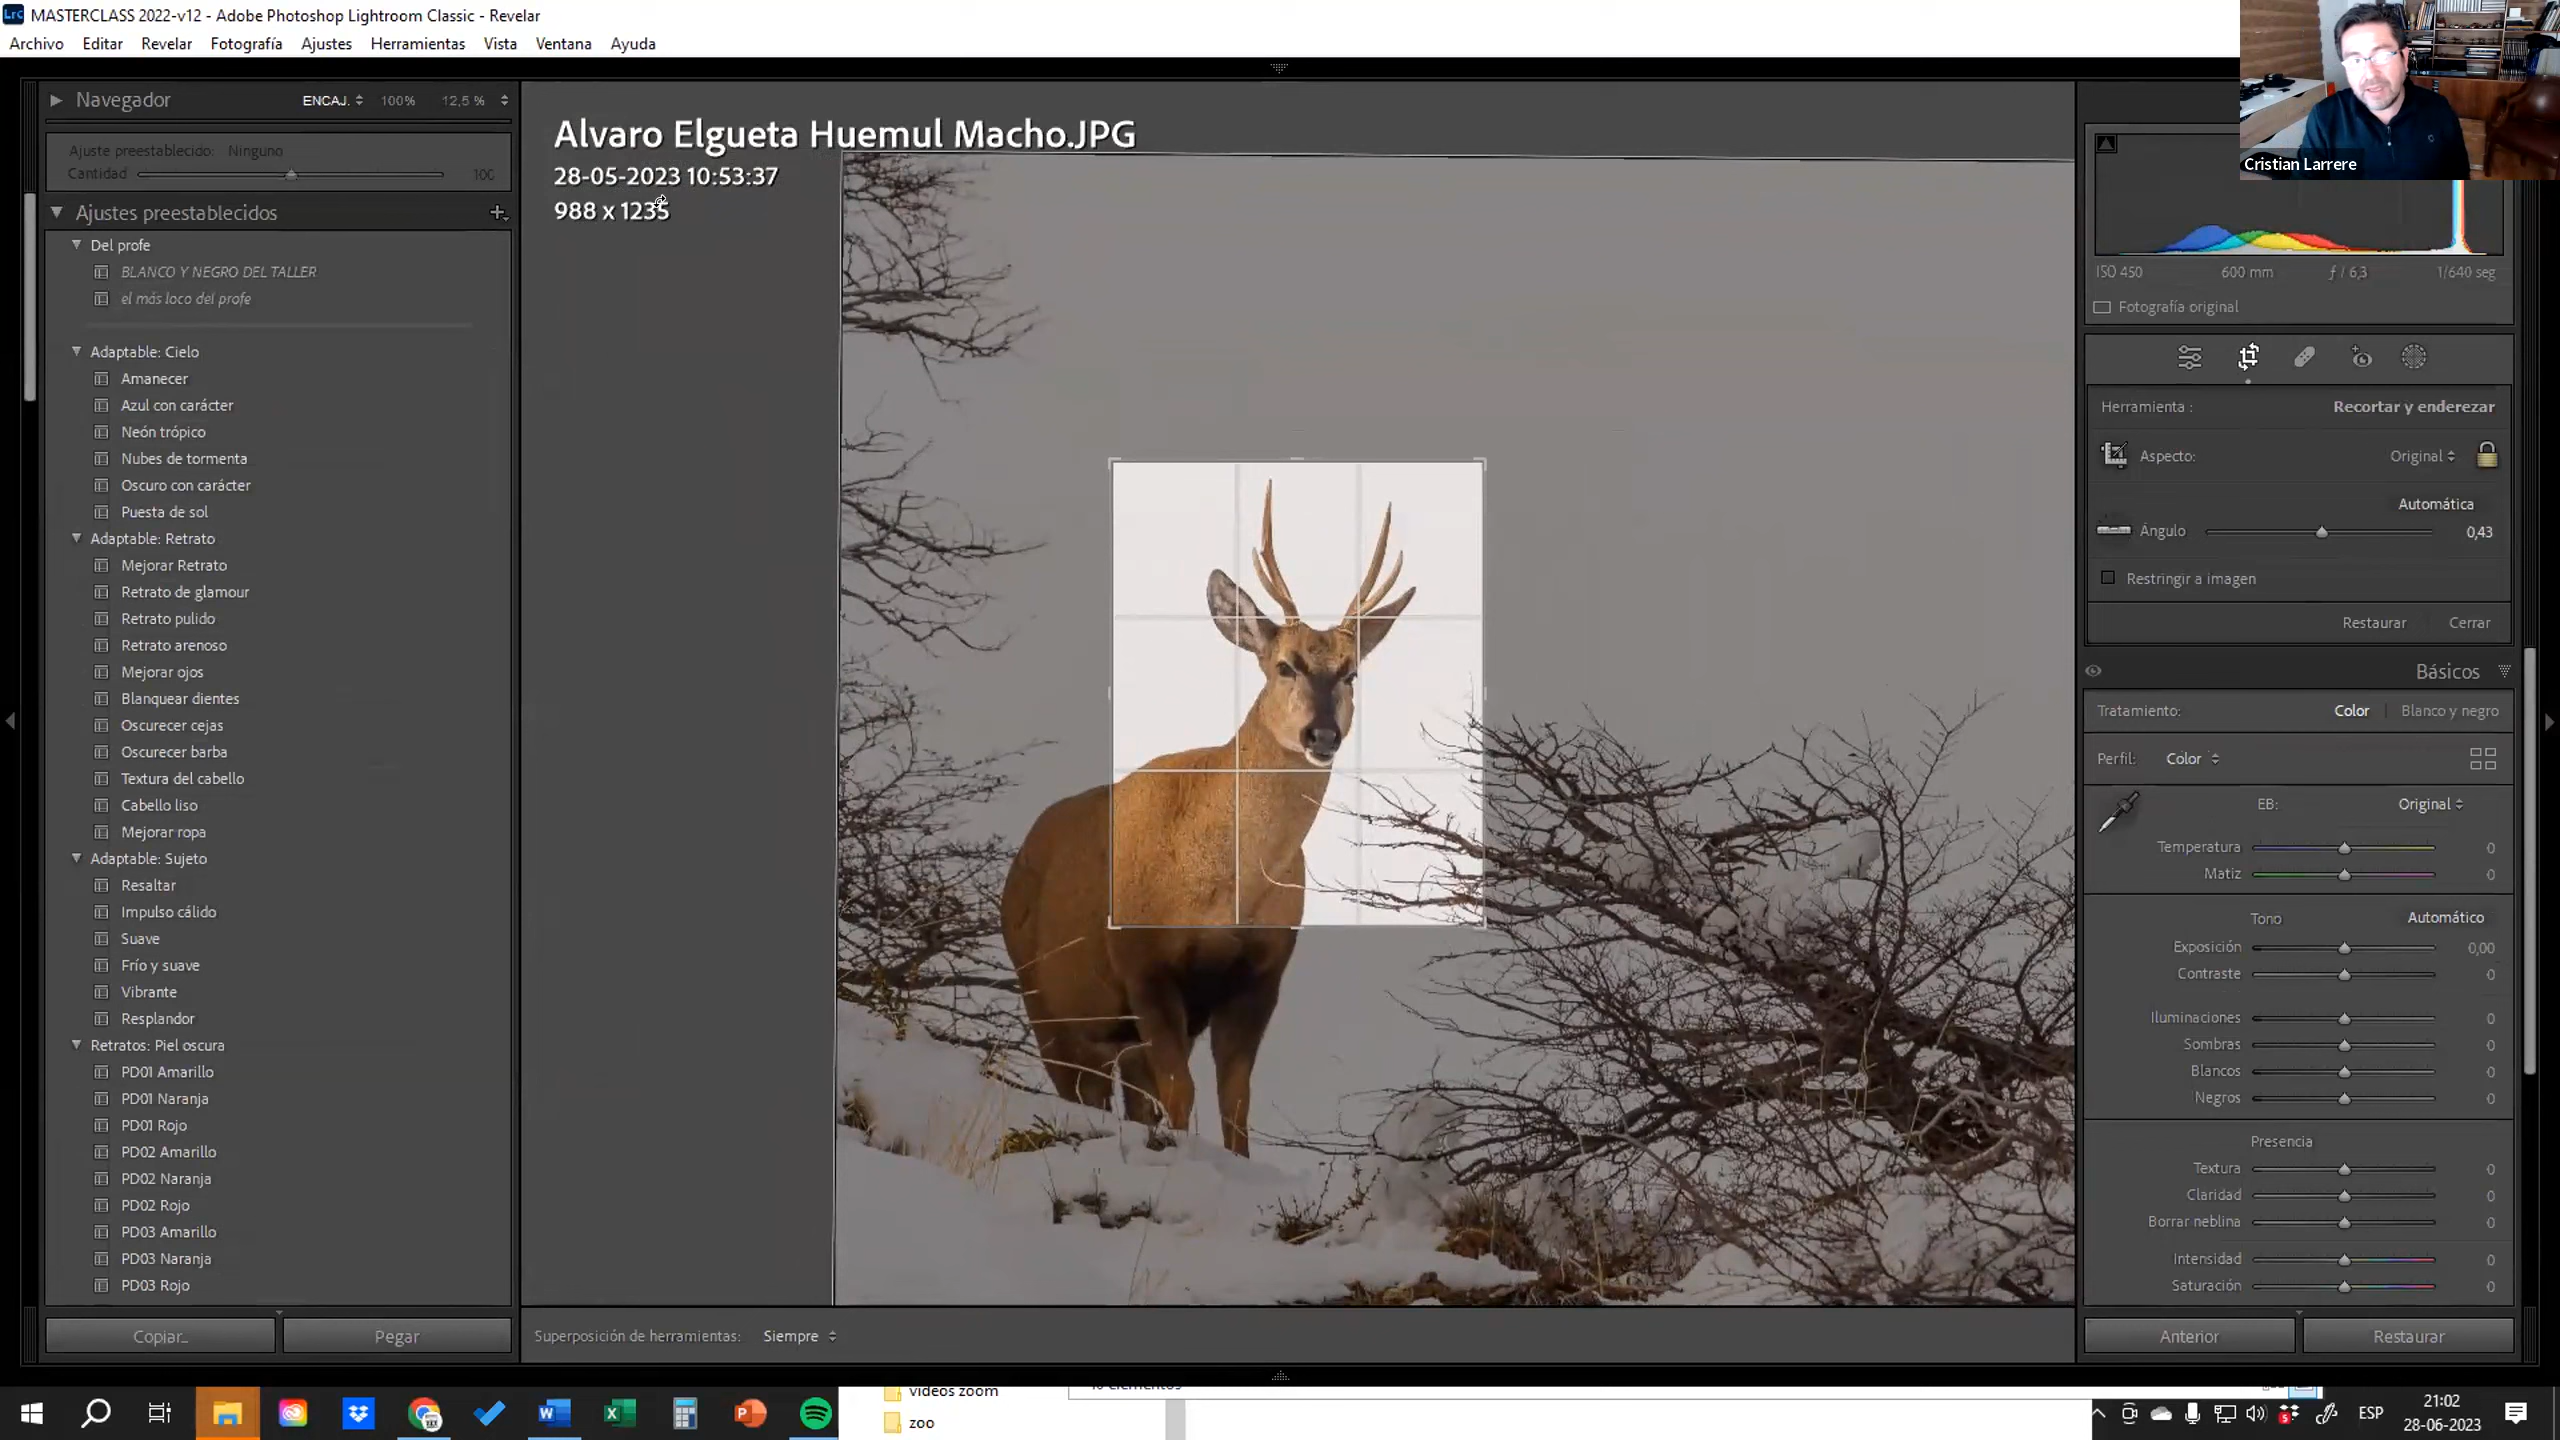 MASTERCLASS 2022-v12 - Adobe Photoshop Lightroom Classic - Revelar
Archivo Editar Revelar Fotografía Ajustes Herramientas Vista Ventana Ayuda
Cristian Larrere
Navegador ENCAJ. 100% 12,5 %
Ajuste preestablecido: Ninguno
Cantidad 100
Ajustes preestablecidos
Del profe
BLANCO Y NEGRO DEL TALLER
el más loco del profe
Adaptable: Cielo
Amanecer
Azul con carácter
Neón trópico
Nubes de tormenta
Oscuro con carácter
Puesta de sol
Adaptable: Retrato
Mejorar Retrato
Retrato de glamour
Retrato pulido
Retrato arenoso
Mejorar ojos
Blanquear dientes
Oscurecer cejas
Oscurecer barba
Textura del cabello
Cabello liso
Mejorar ropa
Adaptable: Sujeto
Resaltar
Impulso cálido
Suave
Frío y suave
Vibrante
Resplandor
Retratos: Piel oscura
PD01 Amarillo
PD01 Naranja
PD01 Rojo
PD02 Amarillo
PD02 Naranja
PD02 Rojo
PD03 Amarillo
PD03 Naranja
PD03 Rojo
Copiar... Pegar
Alvaro Elgueta Huemul Macho.JPG
28-05-2023 10:53:37
988 x 1235
Superposición de herramientas: Siempre
ISO 450 600 mm ƒ / 6,3 1/640 seg
Fotografía original
Herramienta : Recortar y enderezar
Aspecto: Original
Automática
Ángulo 0,43
Restringir a imagen
Restaurar Cerrar
Básicos
Tratamiento: Color Blanco y negro
Perfil: Color
EB: Original
Temperatura 0
Matiz 0
Tono Automático
Exposición 0,00
Contraste 0
Iluminaciones 0
Sombras 0
Blancos 0
Negros 0
Presencia
Textura 0
Claridad 0
Borrar neblina 0
Intensidad 0
Saturación 0
Anterior Restaurar
videos zoom
zoo
ESP
21:02
28-06-2023